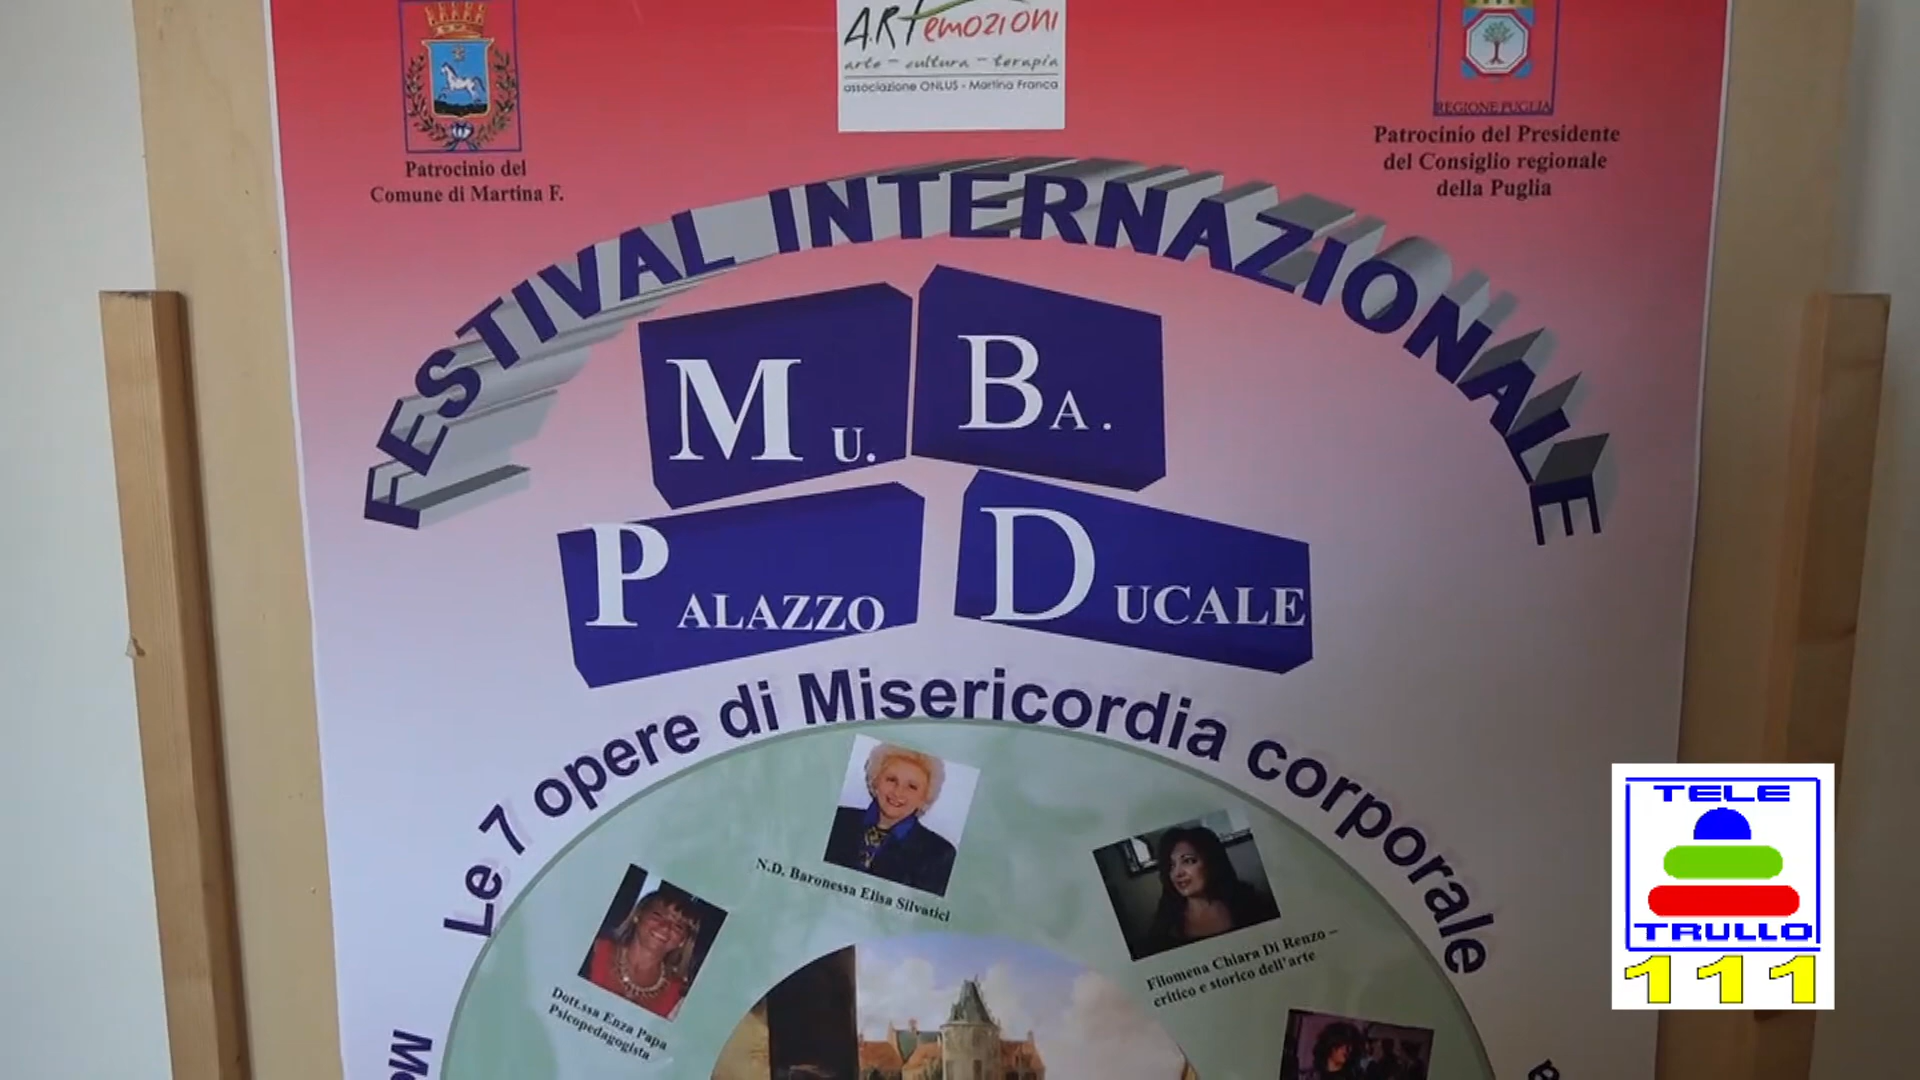 ARTemozioni
arte - cultura - terapia
associazione ONLUS - Martina Franca
Patrocinio del
Comune di Martina F.
REGIONE PUGLIA
Patrocinio del Presidente
del Consiglio regionale
della Puglia
FESTIVAL INTERNAZIONALE
MU. BA.
PALAZZO DUCALE
Le 7 opere di Misericordia corporale
N.D. Baronessa Elisa Silvatici
Filomena Chiara Di Renzo –
critico e storico dell'arte
Dott.ssa Enza Papa
Psicopedagogista
TELE
TRULLO
111